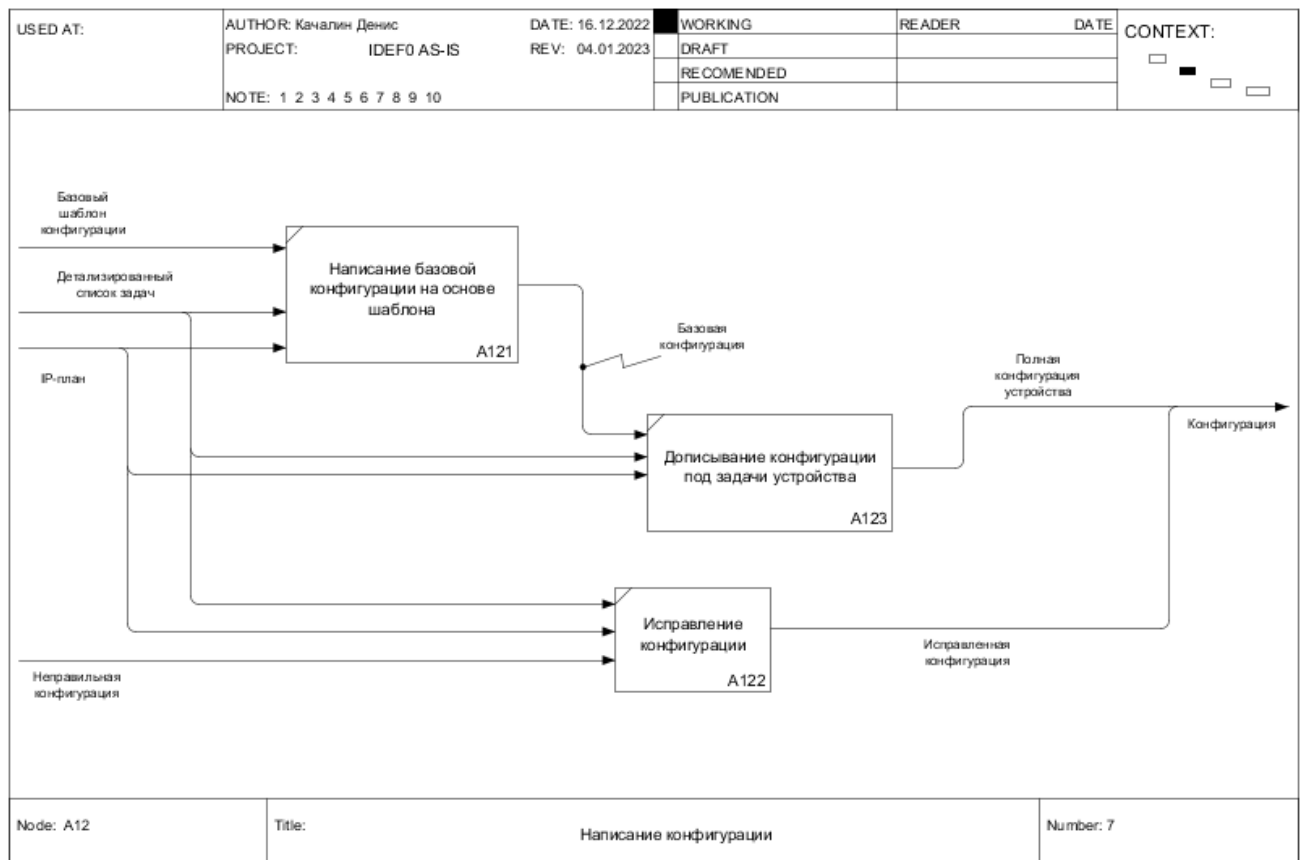 USED AT:
AUTHOR: Качалин Денис
DATE: 16.12.2022
WORKING
READER
DATE
CONTEXT:
PROJECT:
IDEF0 AS-IS
REV: 04.01.2023
DRAFT
RECOMENDED
NOTE: 1 2 3 4 5 6 7 8 9 10
PUBLICATION
Базовый
шаблон
конфигурации
Детализированный
список задач
IP-план
Написание базовой
конфигурации на основе
шаблона
A121
Базовая
конфигурация
Полная
конфигурация
устройства
Конфигурация
Дописывание конфигурации
под задачи устройства
A123
Исправление
конфигурации
A122
Исправленная
конфигурация
Неправильная
конфигурация
Node: A12
Title:
Написание конфигурации
Number: 7